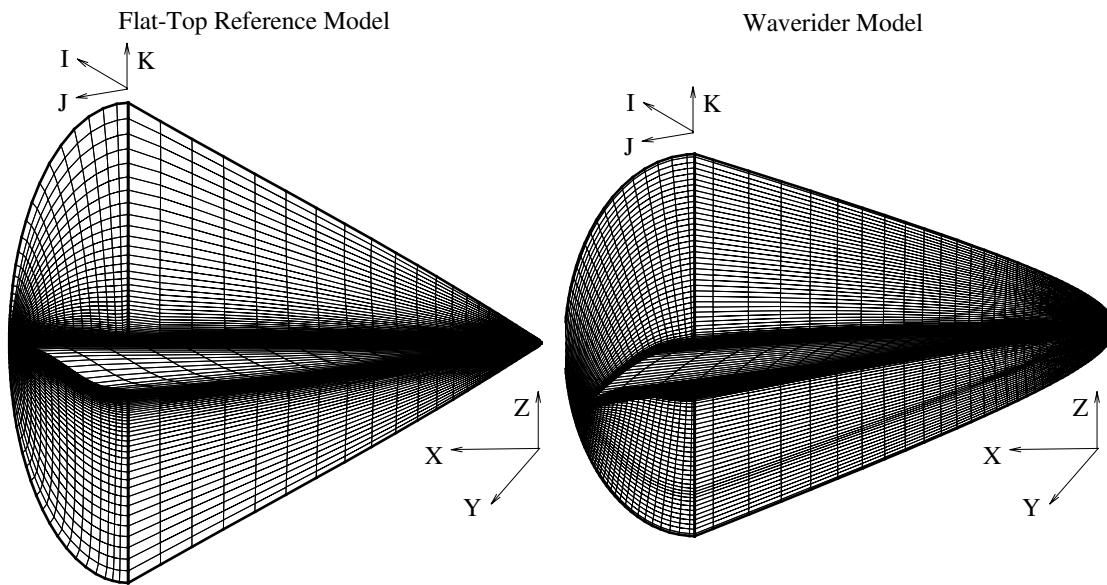 Flat-Top Reference Model
I
K
J
Z
X
Y
Waverider Model
I
K
J
Z
X
Y